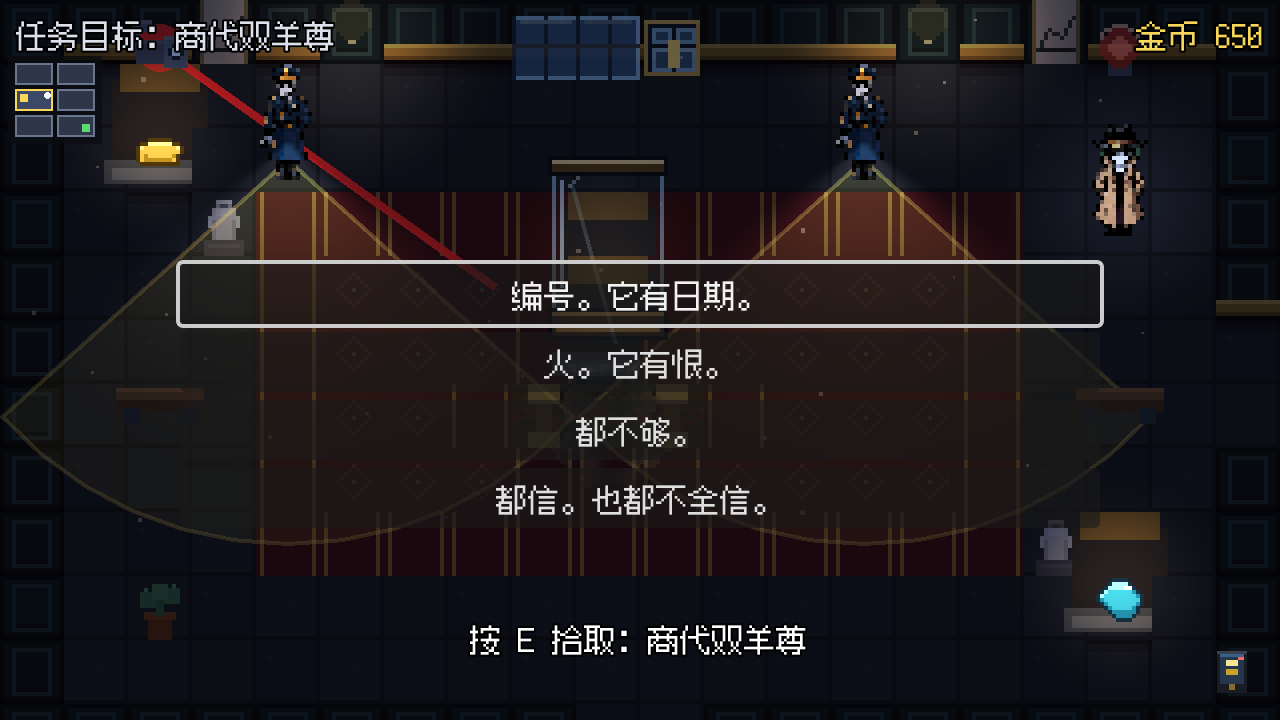 任务目标：商代双羊尊
金币 650
编号。它有日期。
火。它有恨。
都不够。
都信。也都不全信。
按 E 拾取：商代双羊尊